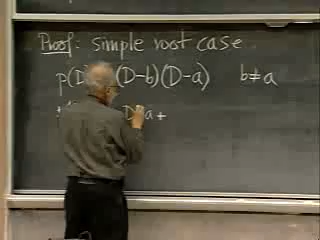 Proof: simple root case.
p(D) (D-b)(D-a) b≠a
D a +